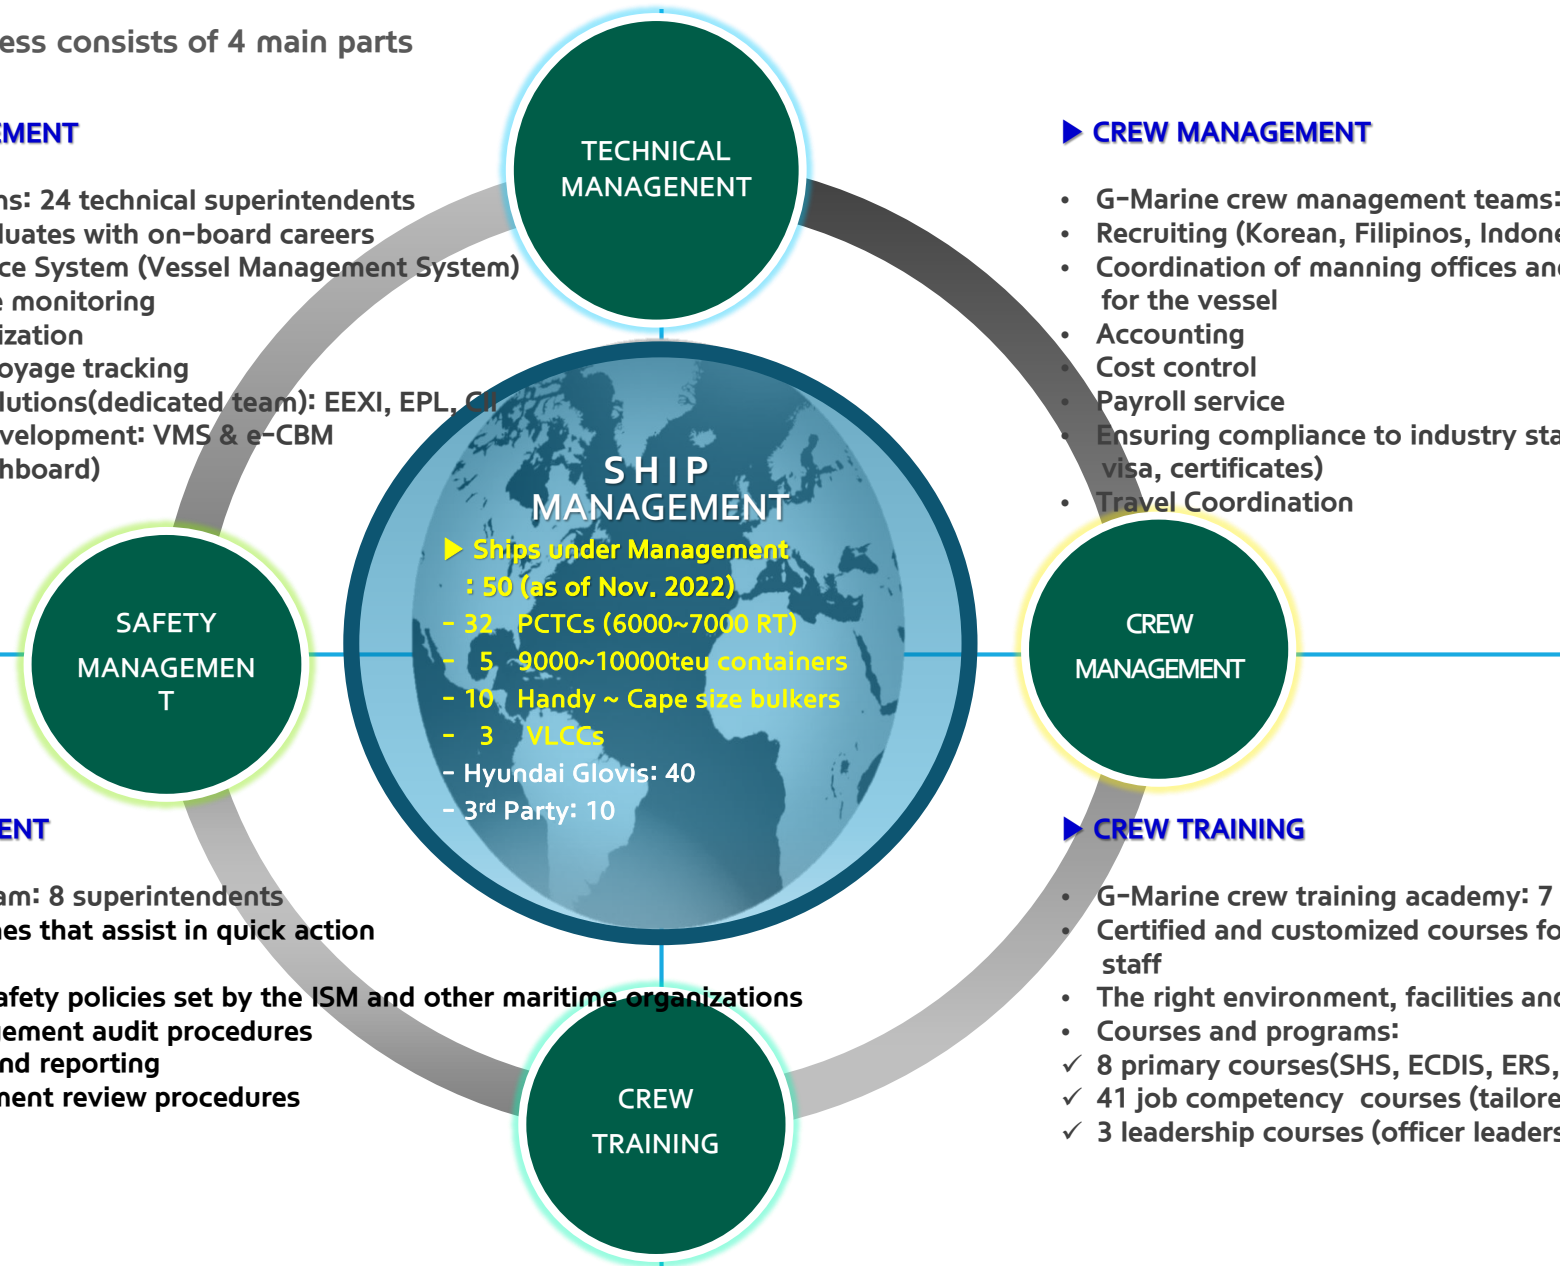 ess consists of 4 main parts
EMENT
ns: 24 technical superintendents
luates with on-board careers
ce System (Vessel Management System)
e monitoring
ization
oyage tracking
lutions(dedicated team): EEXI, EPL, CII
velopment: VMS & e-CBM
hboard)
TECHNICAL
MANAGENENT
▶ CREW MANAGEMENT
• G-Marine crew management teams:
• Recruiting (Korean, Filipinos, Indone
• Coordination of manning offices and
for the vessel
• Accounting
• Cost control
• Payroll service
• Ensuring compliance to industry sta
visa, certificates)
• Travel Coordination
SHIP
MANAGEMENT
▶ Ships under Management
: 50 (as of Nov. 2022)
- 32 PCTCs (6000~7000 RT)
- 5 9000~10000teu containers
- 10 Handy ~ Cape size bulkers
- 3 VLCCs
- Hyundai Glovis: 40
- 3rd Party: 10
SAFETY
MANAGEMEN
T
CREW
MANAGEMENT
ENT
am: 8 superintendents
nes that assist in quick action
afety policies set by the ISM and other maritime organizations
gement audit procedures
nd reporting
ment review procedures
CREW
TRAINING
▶ CREW TRAINING
• G-Marine crew training academy: 7
• Certified and customized courses fo
staff
• The right environment, facilities and
• Courses and programs:
✓ 8 primary courses(SHS, ECDIS, ERS,
✓ 41 job competency courses (tailore
✓ 3 leadership courses (officer leaders